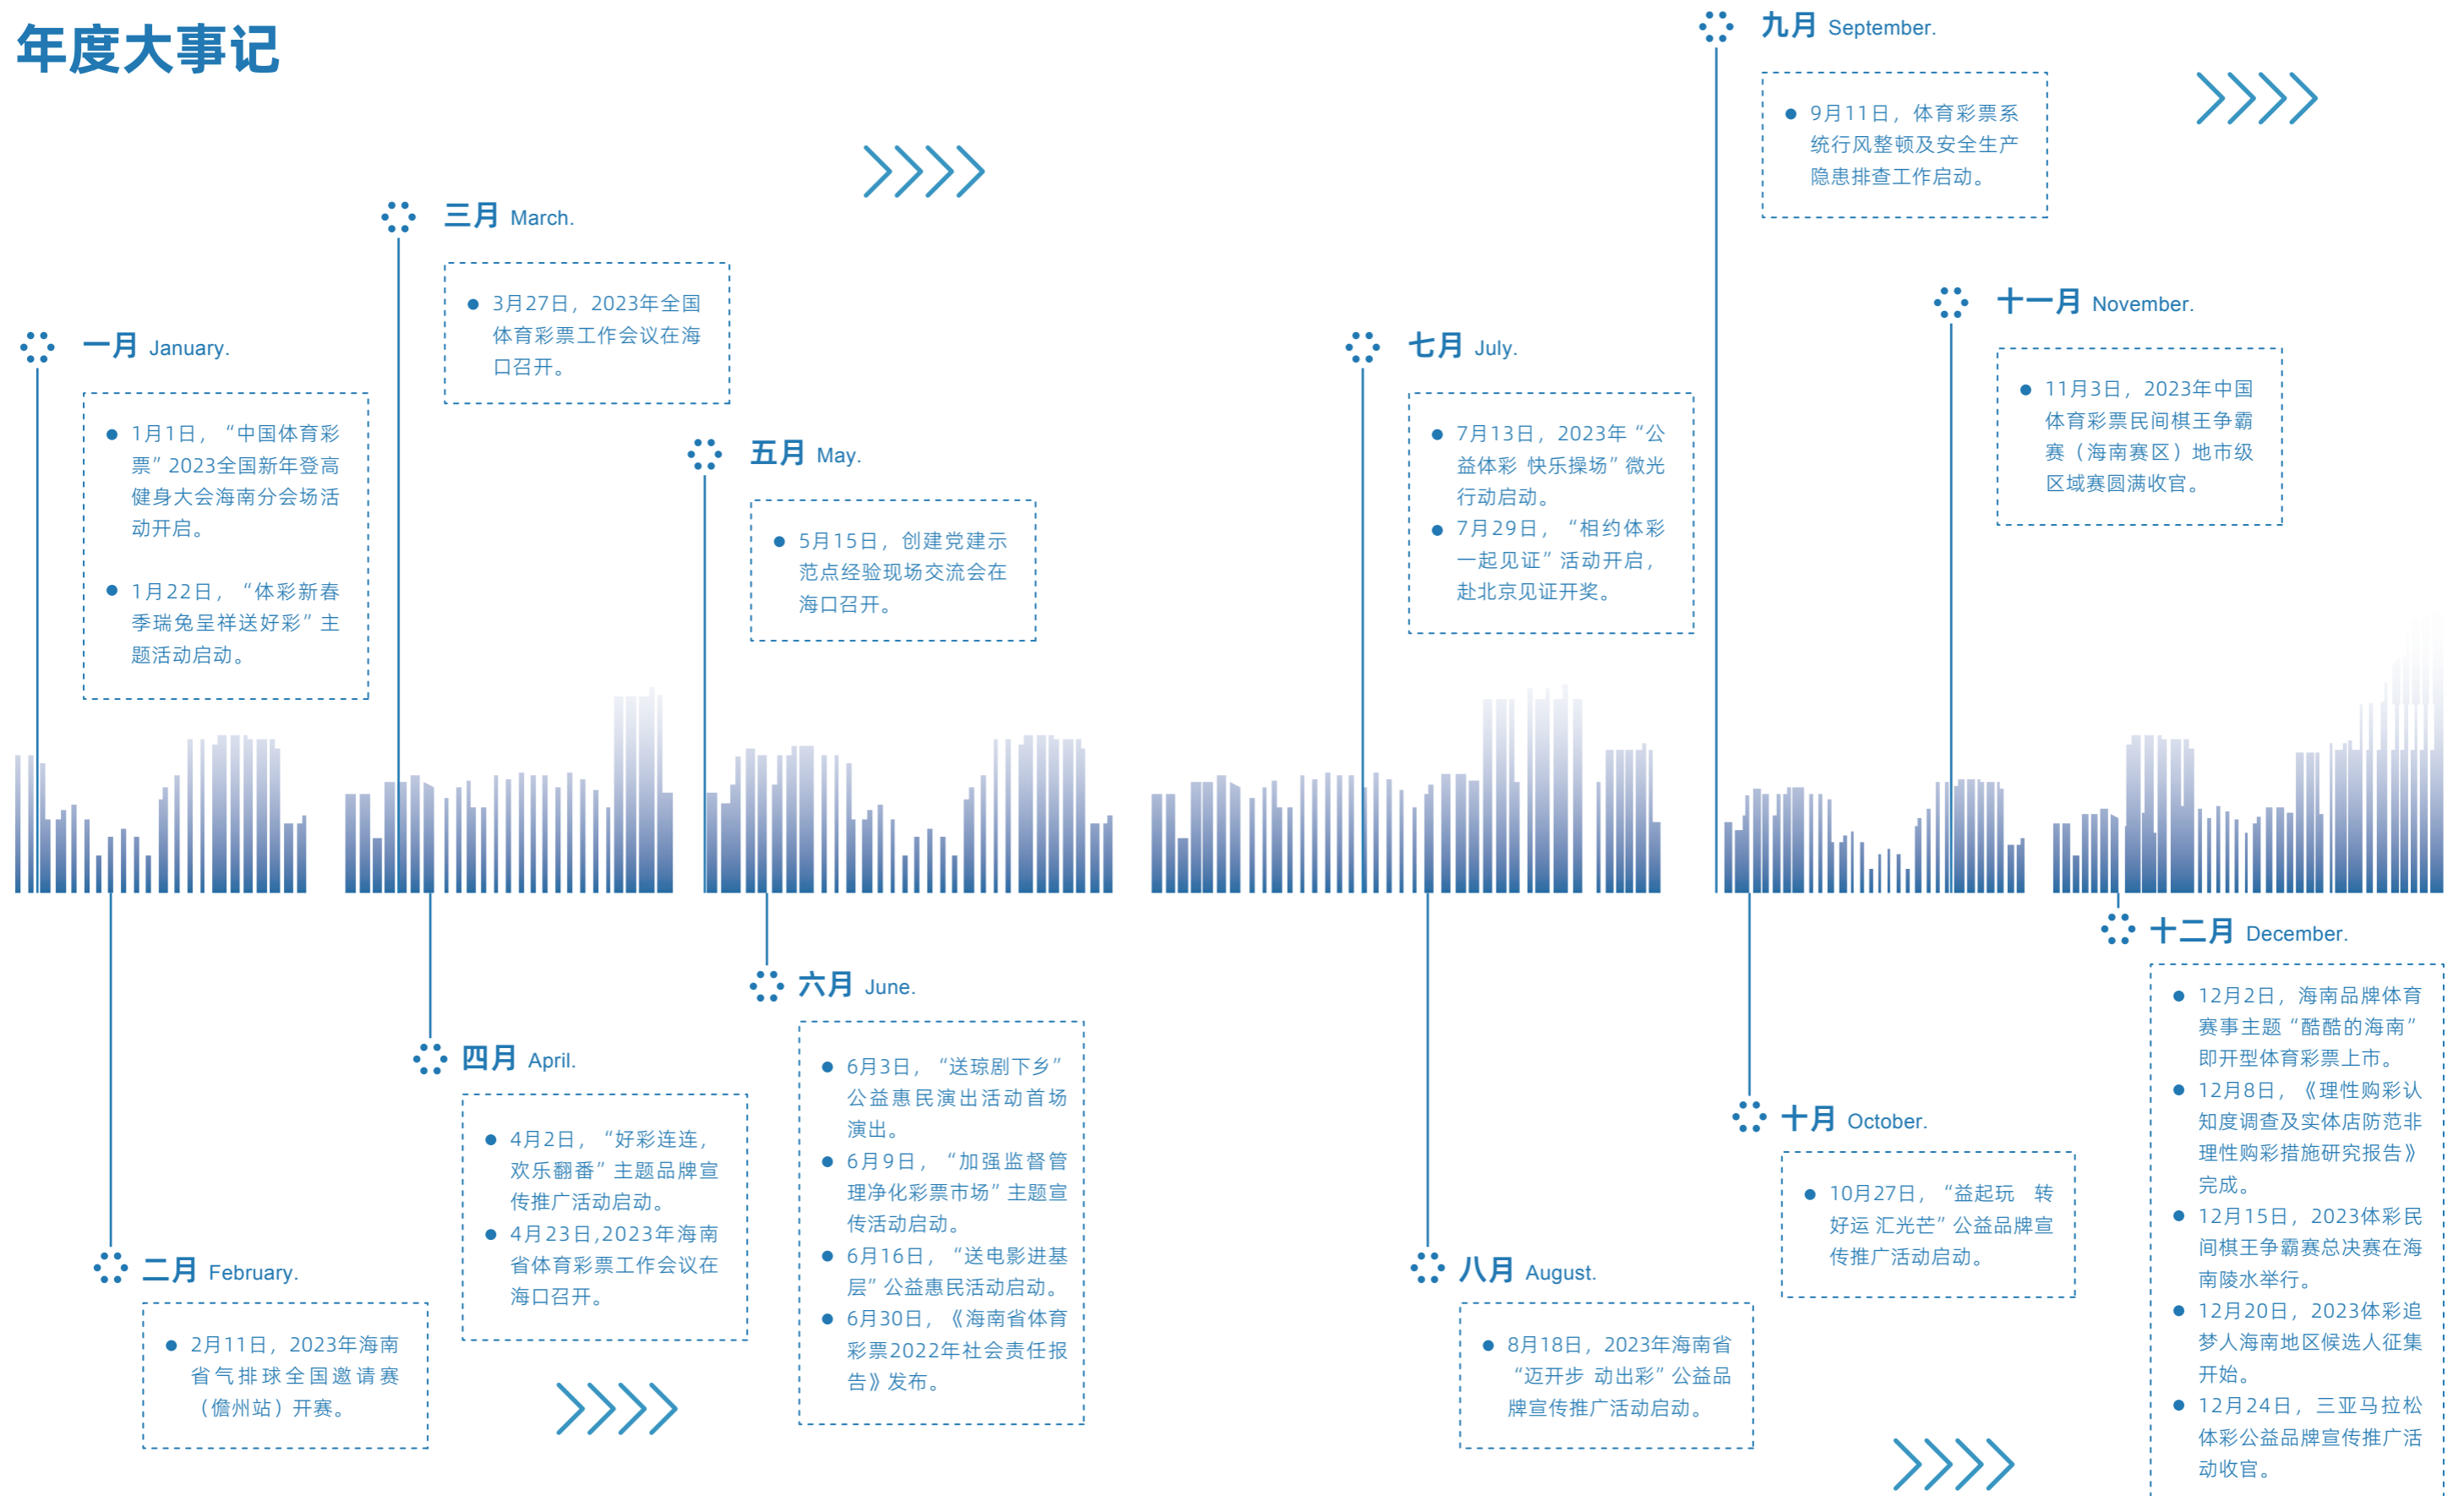 年度大事记
一月 January.
1月1日，“中国体育彩
票”2023全国新年登高
健身大会海南分会场活
动开启。
1月22日，“体彩新春
季瑞兔呈祥送好彩”主
题活动启动。
二月 February.
2月11日，2023年海南
省气排球全国邀请赛
（儋州站）开赛。
三月 March.
3月27日，2023年全国
体育彩票工作会议在海
口召开。
四月 April.
4月2日，“好彩连连，
欢乐翻番”主题品牌宣
传推广活动启动。
4月23日,2023年海南
省体育彩票工作会议在
海口召开。
五月 May.
5月15日，创建党建示
范点经验现场交流会在
海口召开。
六月 June.
6月3日，“送琼剧下乡”
公益惠民演出活动首场
演出。
6月9日，“加强监督管
理净化彩票市场”主题宣
传活动启动。
6月16日，“送电影进基
层”公益惠民活动启动。
6月30日，《海南省体育
彩票2022年社会责任报
告》发布。
七月 July.
7月13日，2023年“公
益体彩 快乐操场”微光
行动启动。
7月29日，“相约体彩
一起见证”活动开启，
赴北京见证开奖。
八月 August.
8月18日，2023年海南省
“迈开步 动出彩”公益品
牌宣传推广活动启动。
九月 September.
9月11日，体育彩票系
统行风整顿及安全生产
隐患排查工作启动。
十月 October.
10月27日，“益起玩 转
好运 汇光芒”公益品牌宣
传推广活动启动。
十一月 November.
11月3日，2023年中国
体育彩票民间棋王争霸
赛（海南赛区）地市级
区域赛圆满收官。
十二月 December.
12月2日，海南品牌体育
赛事主题“酷酷的海南”
即开型体育彩票上市。
12月8日，《理性购彩认
知度调查及实体店防范非
理性购彩措施研究报告》
完成。
12月15日，2023体彩民
间棋王争霸赛总决赛在海
南陵水举行。
12月20日，2023体彩追
梦人海南地区候选人征集
开始。
12月24日，三亚马拉松
体彩公益品牌宣传推广活
动收官。